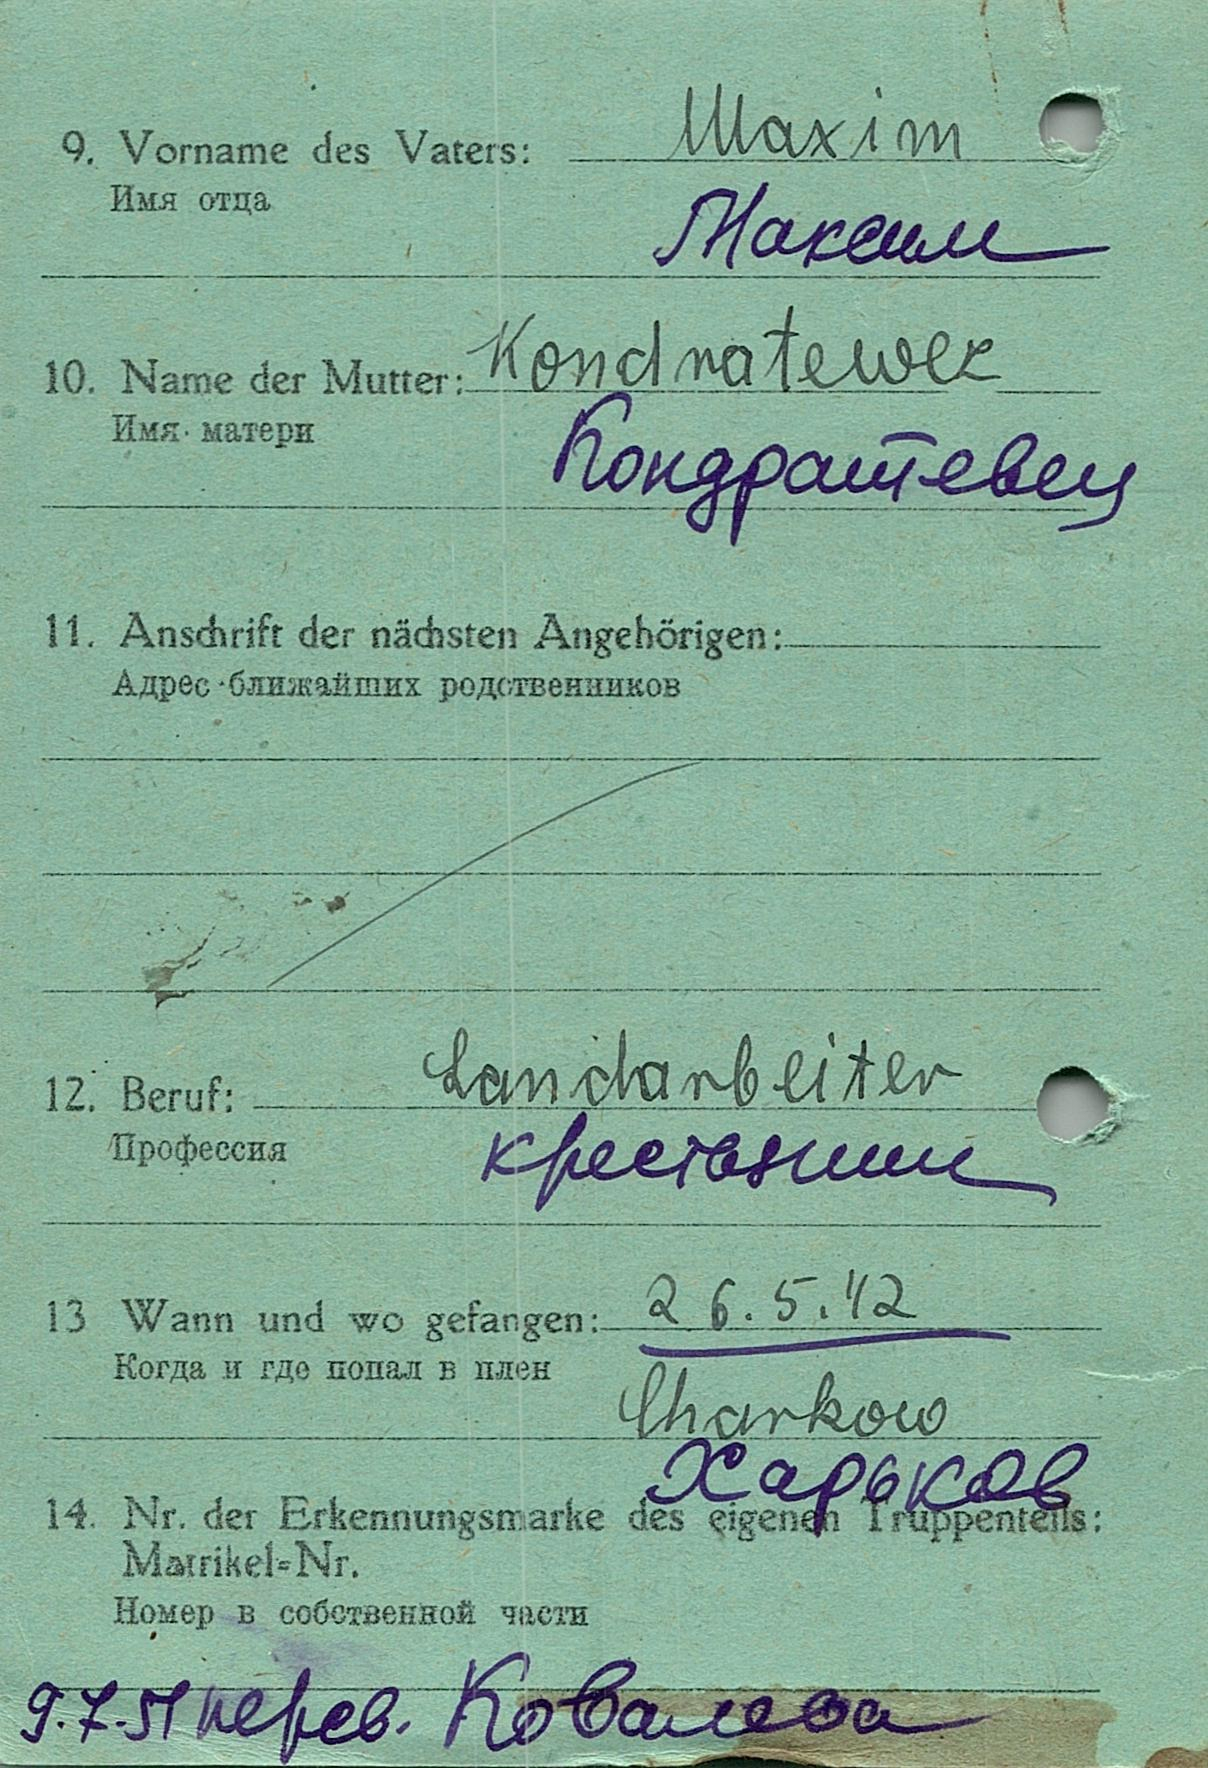 9. Vorname des Vaters: Maxim
Имя отца
Максим
10. Name der Mutter: Kondratewez
Имя матери
Кондратевец
11. Anschrift der nächsten Angehörigen:
Адрес ближайших родственников
12. Beruf: Landarbeiter
Профессия
крестьянин
13 Wann und wo gefangen: 26.5.42
Когда и где попал в плен
Charkow
Харьков
14. Nr. der Erkennungsmarke des eigenen Truppenteils:
Matrikel=Nr.
Номер в собственной части
9.7.51 перев. Ковалева